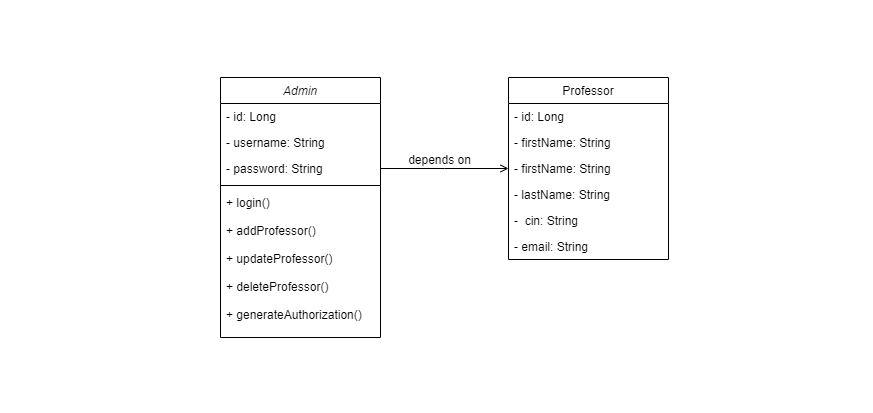 Admin
- id: Long
- username: String
- password: String
+ login()
+ addProfessor()
+ updateProfessor()
+ deleteProfessor()
+ generateAuthorization()
depends on
Professor
- id: Long
- firstName: String
- firstName: String
- lastName: String
- cin: String
- email: String